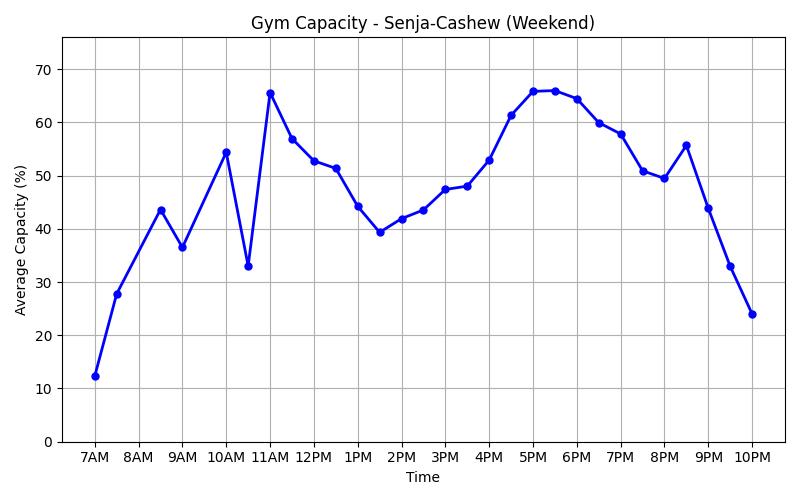 Gym Capacity - Senja-Cashew (Weekend)
Average Capacity (%)
70
60
50
40
30
20
10
0
7AM 8AM 9AM 10AM 11AM 12PM 1PM 2PM 3PM 4PM 5PM 6PM 7PM 8PM 9PM 10PM
Time